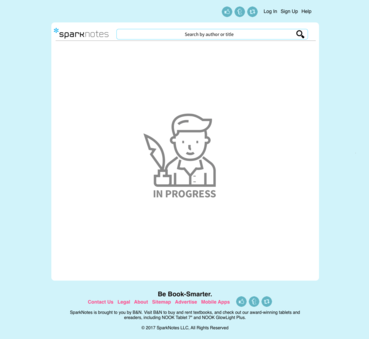 Log In Sign Up Help
sparknotes
Search by author or title
IN PROGRESS
Be Book-Smarter.
Contact Us Legal About Sitemap Advertise Mobile Apps
SparkNotes is brought to you by B&N. Visit B&N to buy and rent textbooks, and check out our award-winning tablets and
ereaders, including NOOK Tablet 7" and NOOK GlowLight Plus.
© 2017 SparkNotes LLC, All Rights Reserved